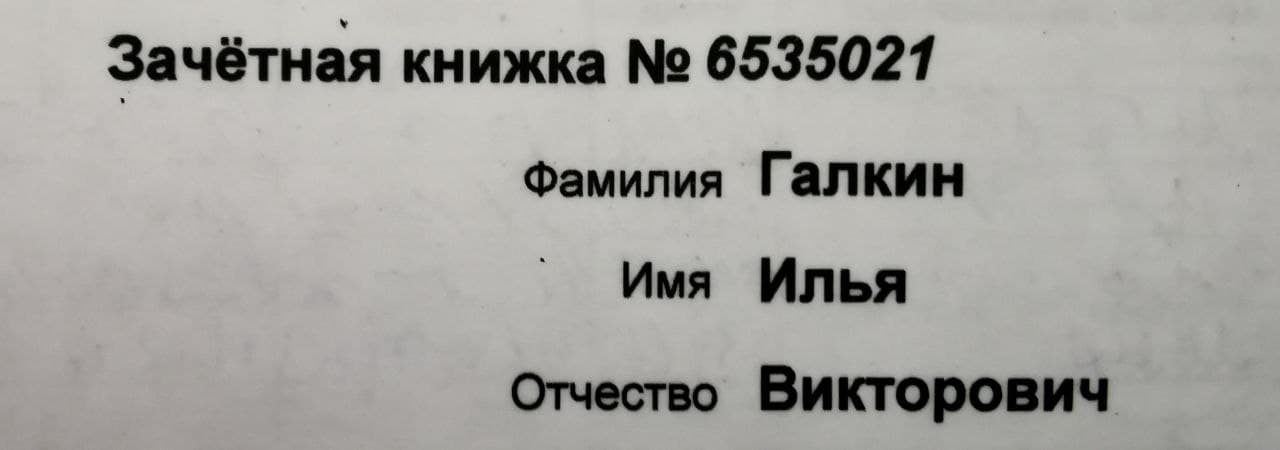 Зачётная книжка № 6535021
Фамилия Галкин
Имя Илья
Отчество Викторович